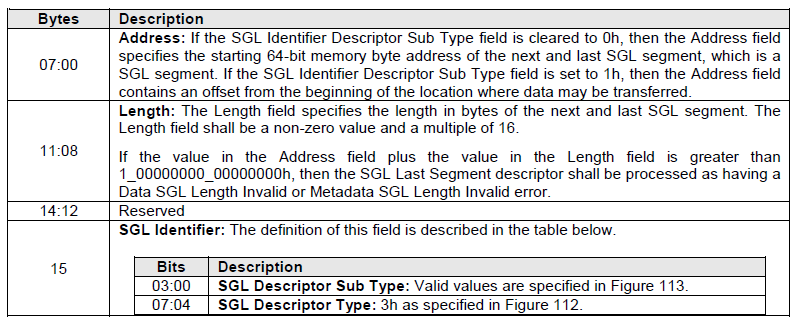 Bytes Description
Address: If the SGL Identifier Descriptor Sub Type field is cleared to 0h, then the Address field
specifies the starting 64-bit memory byte address of the next and last SGL segment, which is a
SGL segment. If the SGL Identifier Descriptor Sub Type field is set to 1h, then the Address field
contains an offset from the beginning of the location where data may be transferred.
07:00
Length: The Length field specifies the length in bytes of the next and last SGL segment. The
Length field shall be a non-zero value and a multiple of 16.
If the value in the Address field plus the value in the Length field is greater than
1_00000000_00000000h, then the SGL Last Segment descriptor shall be processed as having a
Data SGL Length Invalid or Metadata SGL Length Invalid error.
11:08
14:12 Reserved
SGL Identifier: The definition of this field is described in the table below.
15
Bits Description
03:00 SGL Descriptor Sub Type: Valid values are specified in Figure 113.
07:04 SGL Descriptor Type: 3h as specified in Figure 112.